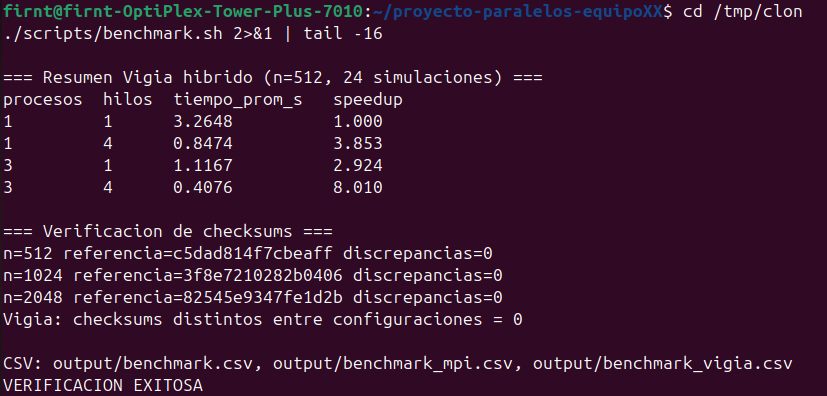 firnt@firnt-OptiPlex-Tower-Plus-7010:~/proyecto-paralelos-equipoXX$ cd /tmp/clon
./scripts/benchmark.sh 2>&1 | tail -16
=== Resumen Vigia hibrido (n=512, 24 simulaciones) ===
procesos  hilos  tiempo_prom_s   speedup
1         1      3.2648          1.000
1         4      0.8474          3.853
3         1      1.1167          2.924
3         4      0.4076          8.010
=== Verificacion de checksums ===
n=512 referencia=c5dad814f7cbeaff discrepancias=0
n=1024 referencia=3f8e7210282b0406 discrepancias=0
n=2048 referencia=82545e9347fe1d2b discrepancias=0
Vigia: checksums distintos entre configuraciones = 0
CSV: output/benchmark.csv, output/benchmark_mpi.csv, output/benchmark_vigia.csv
VERIFICACION EXITOSA